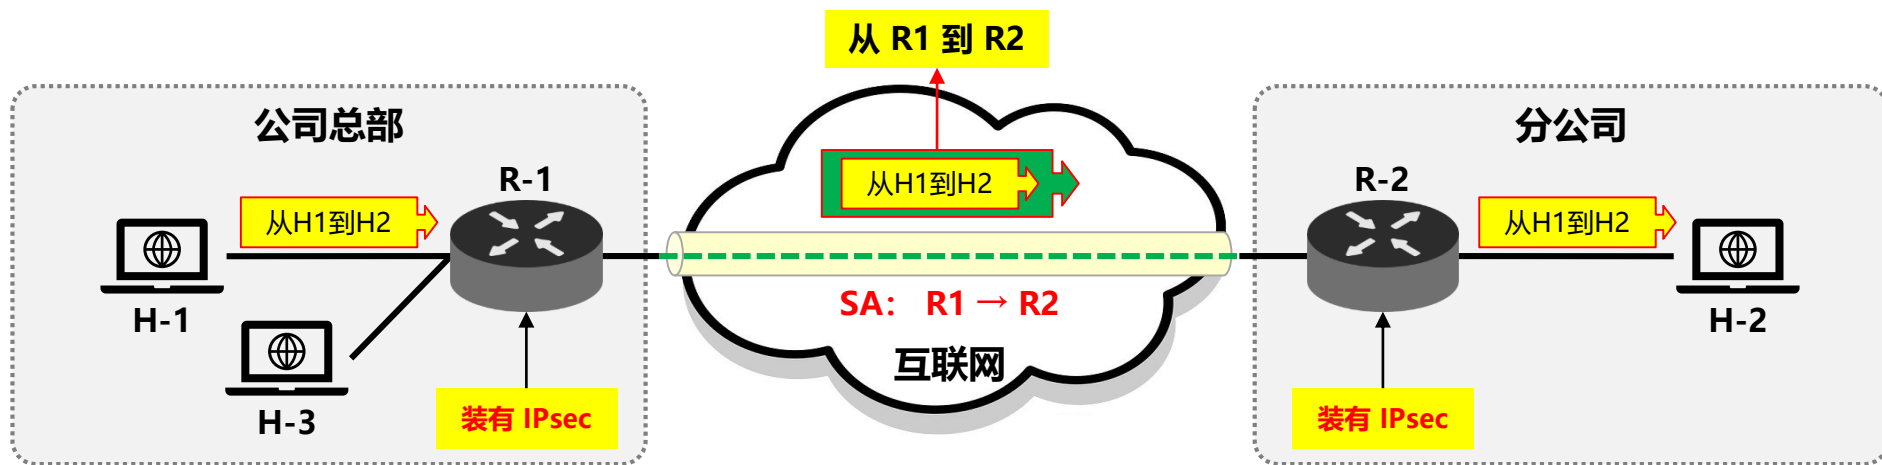 从 R1 到 R2
公司总部
分公司
R-1
从H1到H2
R-2
从H1到H2
从H1到H2
SA： R1 → R2
H-1
H-2
互联网
H-3
装有 IPsec
装有 IPsec